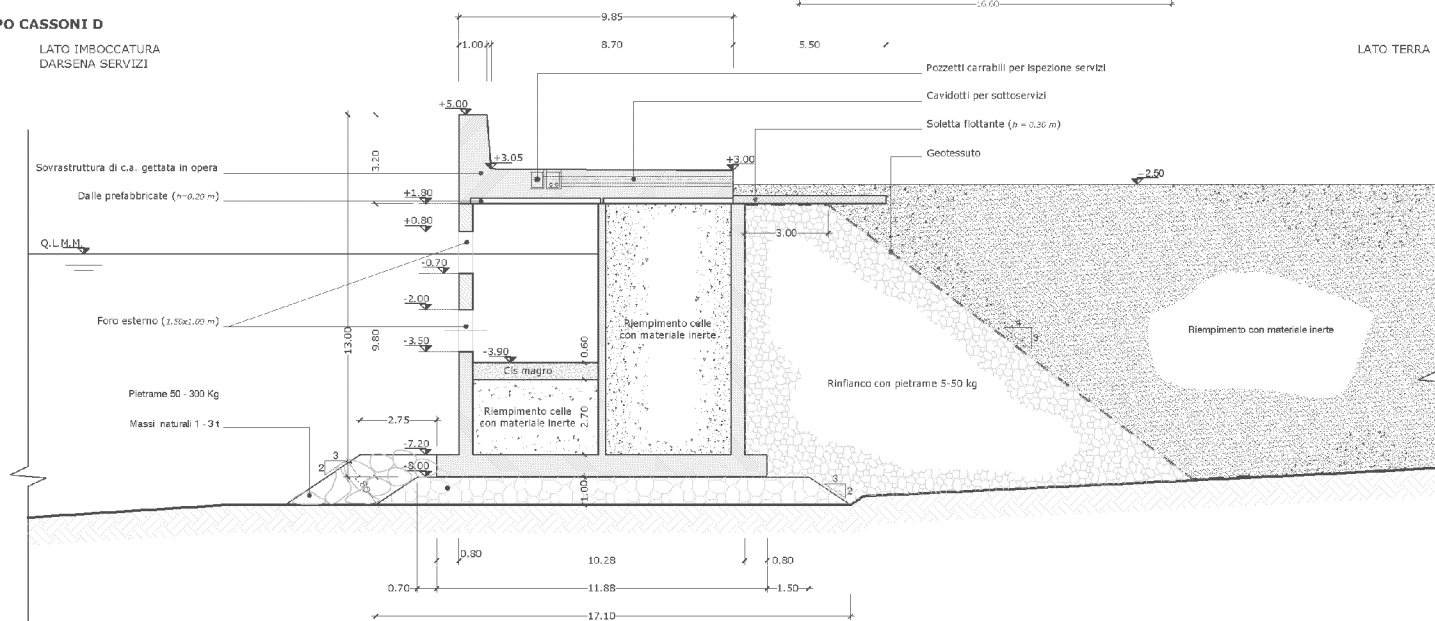 PO CASSONI D
LATO IMBOCCATURA
DARSENA SERVIZI
LATO TERRA
16.60
9.85
1.00
8.70
5.50
Pozzetti carrabili per ispezione servizi
Cavidotti per sottoservizi
Soletta flottante (h = 0.30 m)
Geotessuto
+5.00
3.20
+3.05
+3.00
Sovrastruttura di c.a. gettata in opera
Dalle prefabbricate (h=0.20 m)
+1.80
+0.80
2.50
3.00
Q.L.M.M.
-0.70
-2.00
Foro esterno (1.50x1.00 m)
-3.50
-3.90
13.00
9.80
0.60
Cls magro
Riempimento celle
con materiale inerte
Riempimento celle
con materiale inerte
2.70
Riempimento con materiale inerte
4
Rinfianco con pietrame 5-50 kg
Pietrame 50 - 300 Kg
Massi naturali 1 - 3 t
2.75
-7.20
-8.00
3
2
1.00
3
2
0.80
10.28
0.80
0.70
11.88
1.50
17.10